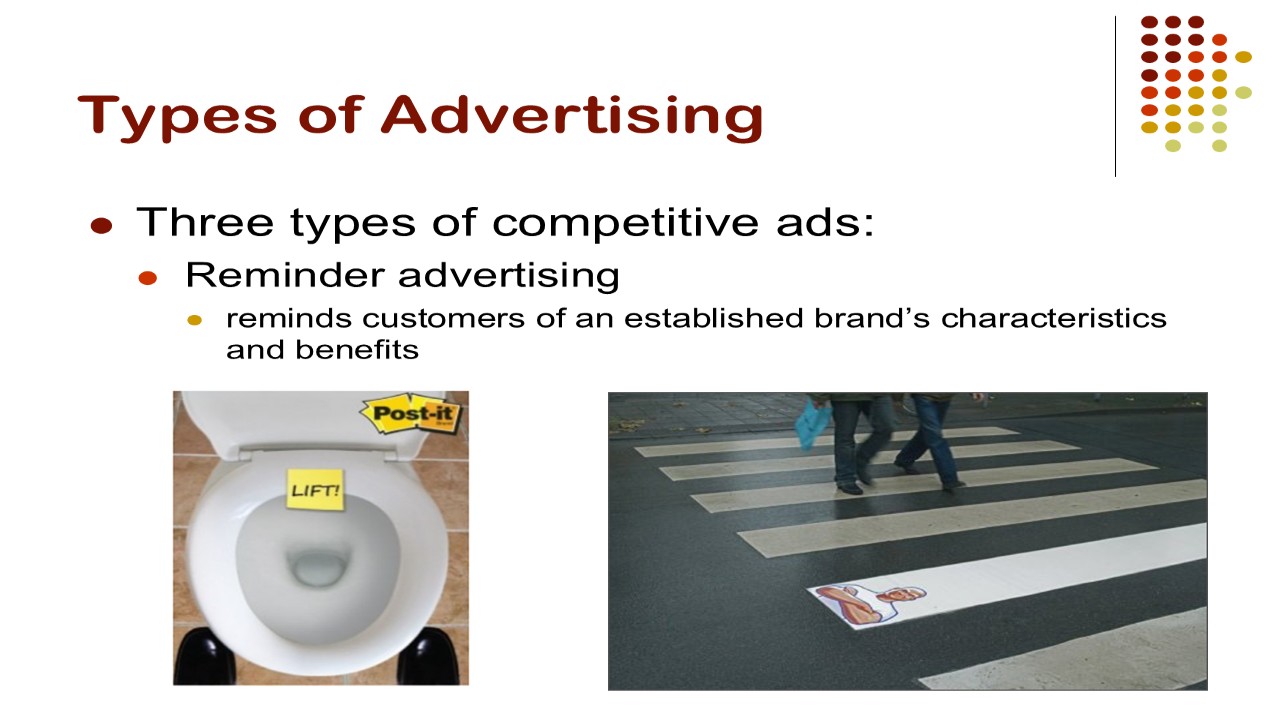 Types of Advertising
Three types of competitive ads:
Reminder advertising
reminds customers of an established brand’s characteristics
and benefits
Post-it
LIFT!